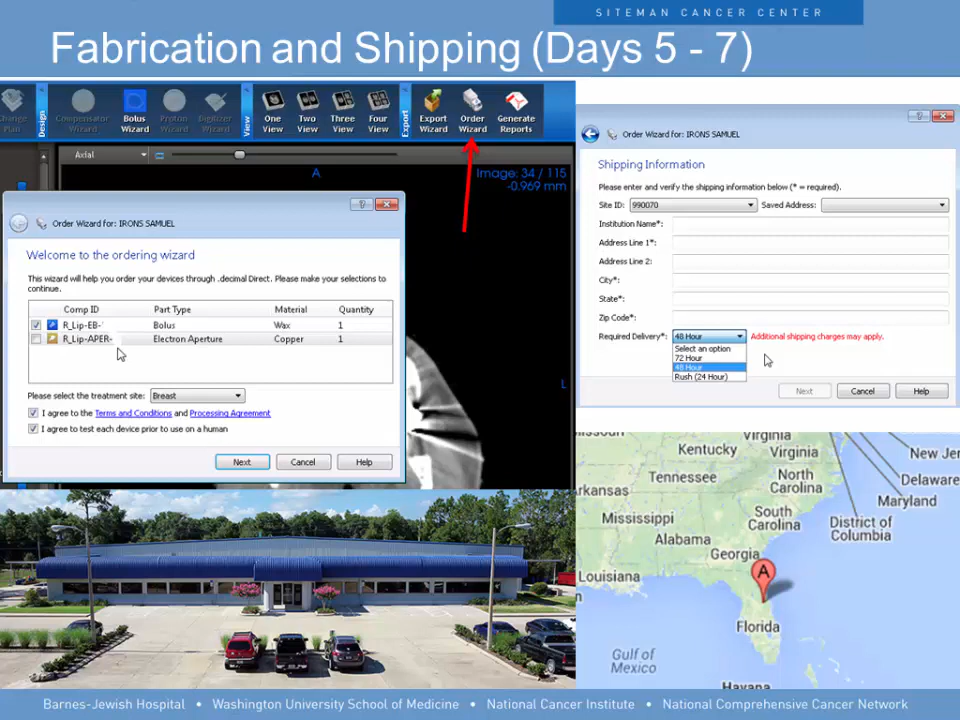 SITEMAN CANCER CENTER
Fabrication and Shipping (Days 5 - 7)
Change Plan
Design
Compensator Wizard
Bolus Wizard
Proton Wizard
Digitizer Wizard
View
One View
Two View
Three View
Four View
Export
Export Wizard
Order Wizard
Generate Reports
Axial
A
Image: 34 / 115
-0.969 mm
L
Order Wizard for: IRONS SAMUEL
Welcome to the ordering wizard
This wizard will help you order your devices through .decimal Direct. Please make your selections to
continue.
Comp ID Part Type Material Quantity
R_Lip-EB- Bolus Wax 1
R_Lip-APER- Electron Aperture Copper 1
Please select the treatment site: Breast
I agree to the Terms and Conditions and Processing Agreement
I agree to test each device prior to use on a human
Next Cancel Help
Order Wizard for: IRONS SAMUEL
Shipping Information
Please enter and verify the shipping information below (* = required).
Site ID: 990070 Saved Address:
Institution Name*:
Address Line 1*:
Address Line 2:
City*:
State*:
Zip Code*:
Required Delivery*: 48 Hour Additional shipping charges may apply.
Select an option
72 Hour
48 Hour
Rush (24 Hour)
Next Cancel Help
Missouri
Kentucky
Virginia
Virginia
New Jer
Delaware
Maryland
District of
Columbia
Tennessee
North
Carolina
rkansas
Mississippi
South
Carolina
Alabama
Georgia
Louisiana
A
Florida
Gulf of
Mexico
Havana
Barnes-Jewish Hospital • Washington University School of Medicine • National Cancer Institute • National Comprehensive Cancer Network